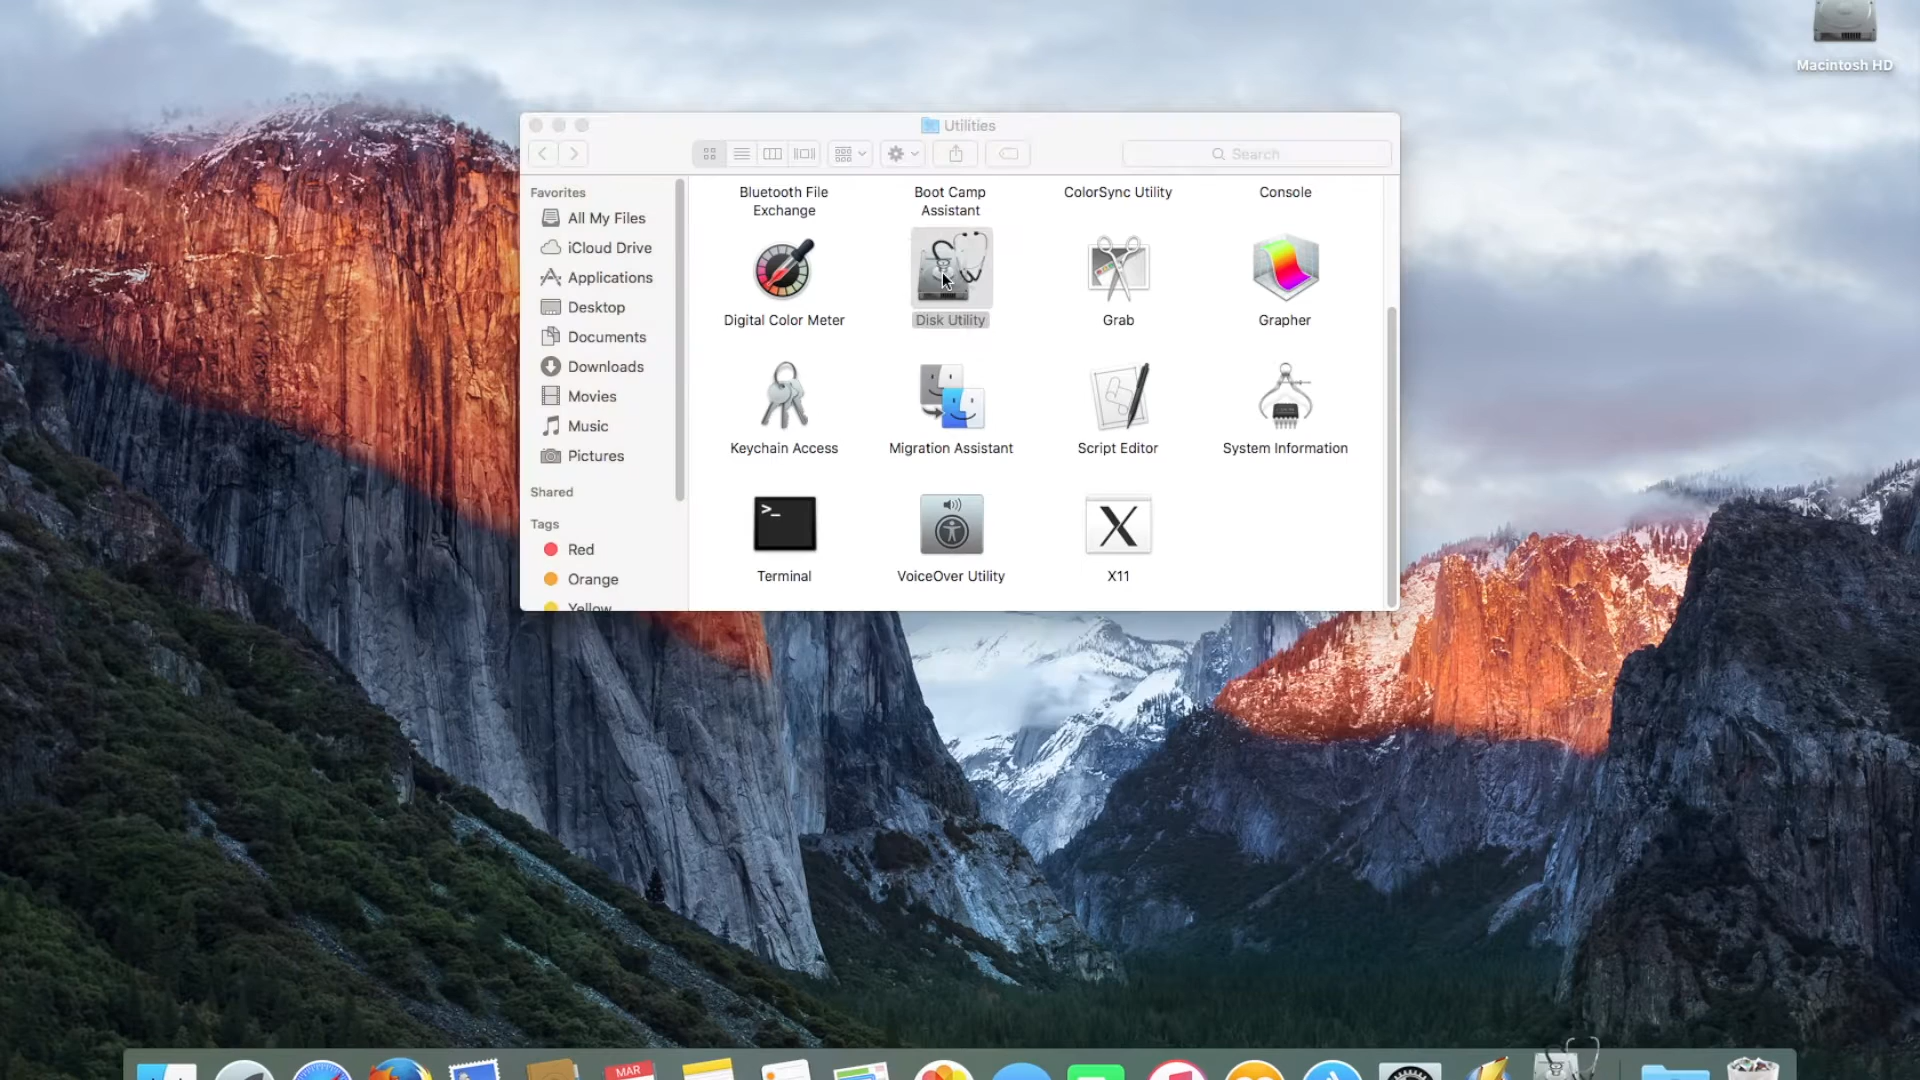 Macintosh HD
Utilities
Search
Favorites
All My Files
iCloud Drive
Applications
Desktop
Documents
Downloads
Movies
Music
Pictures
Shared
Tags
Red
Orange
Yellow
Bluetooth File
Exchange
Boot Camp
Assistant
ColorSync Utility
Console
Digital Color Meter
Disk Utility
Grab
Grapher
Keychain Access
Migration Assistant
Script Editor
System Information
>_
Terminal
VoiceOver Utility
X
X11
MAR